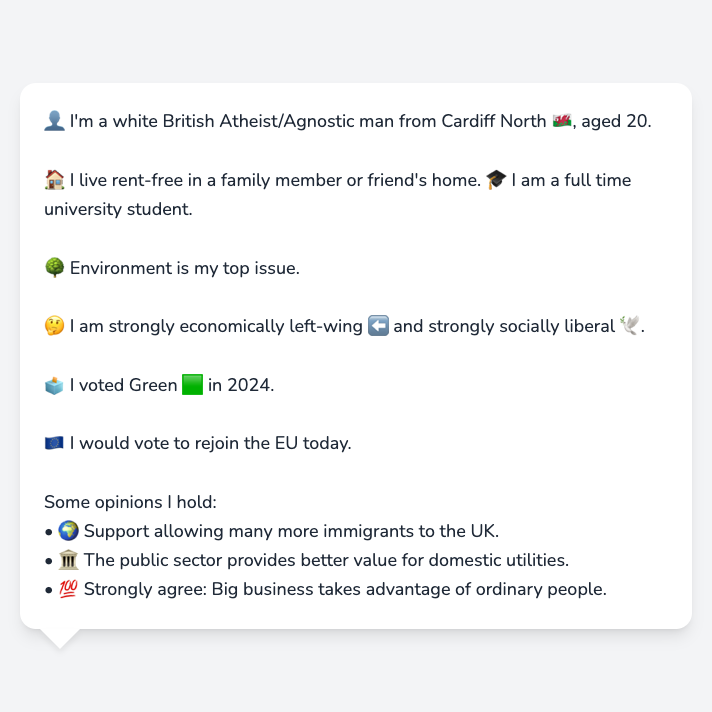 👤 I'm a white British Atheist/Agnostic man from Cardiff North 🏴󠁧󠁢󠁷󠁬󠁳󠁿, aged 20.
🏠 I live rent-free in a family member or friend's home. 🎓 I am a full time
university student.
🌳 Environment is my top issue.
🤔 I am strongly economically left-wing ⬅️ and strongly socially liberal 🕊️.
🗳️ I voted Green 🟩 in 2024.
🇪🇺 I would vote to rejoin the EU today.
Some opinions I hold:
• 🌍 Support allowing many more immigrants to the UK.
• 🏛️ The public sector provides better value for domestic utilities.
• 💯 Strongly agree: Big business takes advantage of ordinary people.